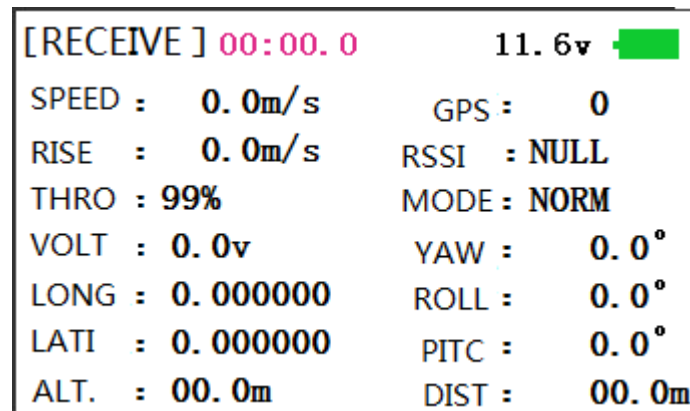 [RECEIVE] 00:00.0 11.6v
SPEED : 0.0m/s GPS : 0
RISE : 0.0m/s RSSI : NULL
THRO : 99% MODE : NORM
VOLT : 0.0v YAW : 0.0°
LONG : 0.000000 ROLL : 0.0°
LATI : 0.000000 PITC : 0.0°
ALT. : 00.0m DIST : 00.0m